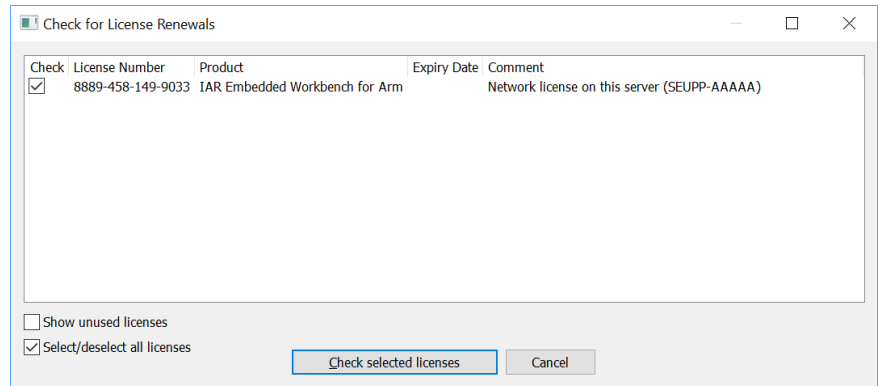 Check for License Renewals
Check License Number Product Expiry Date Comment
8889-458-149-9033 IAR Embedded Workbench for Arm Network license on this server (SEUPP-AAAAA)
Show unused licenses
Select/deselect all licenses
Check selected licenses Cancel